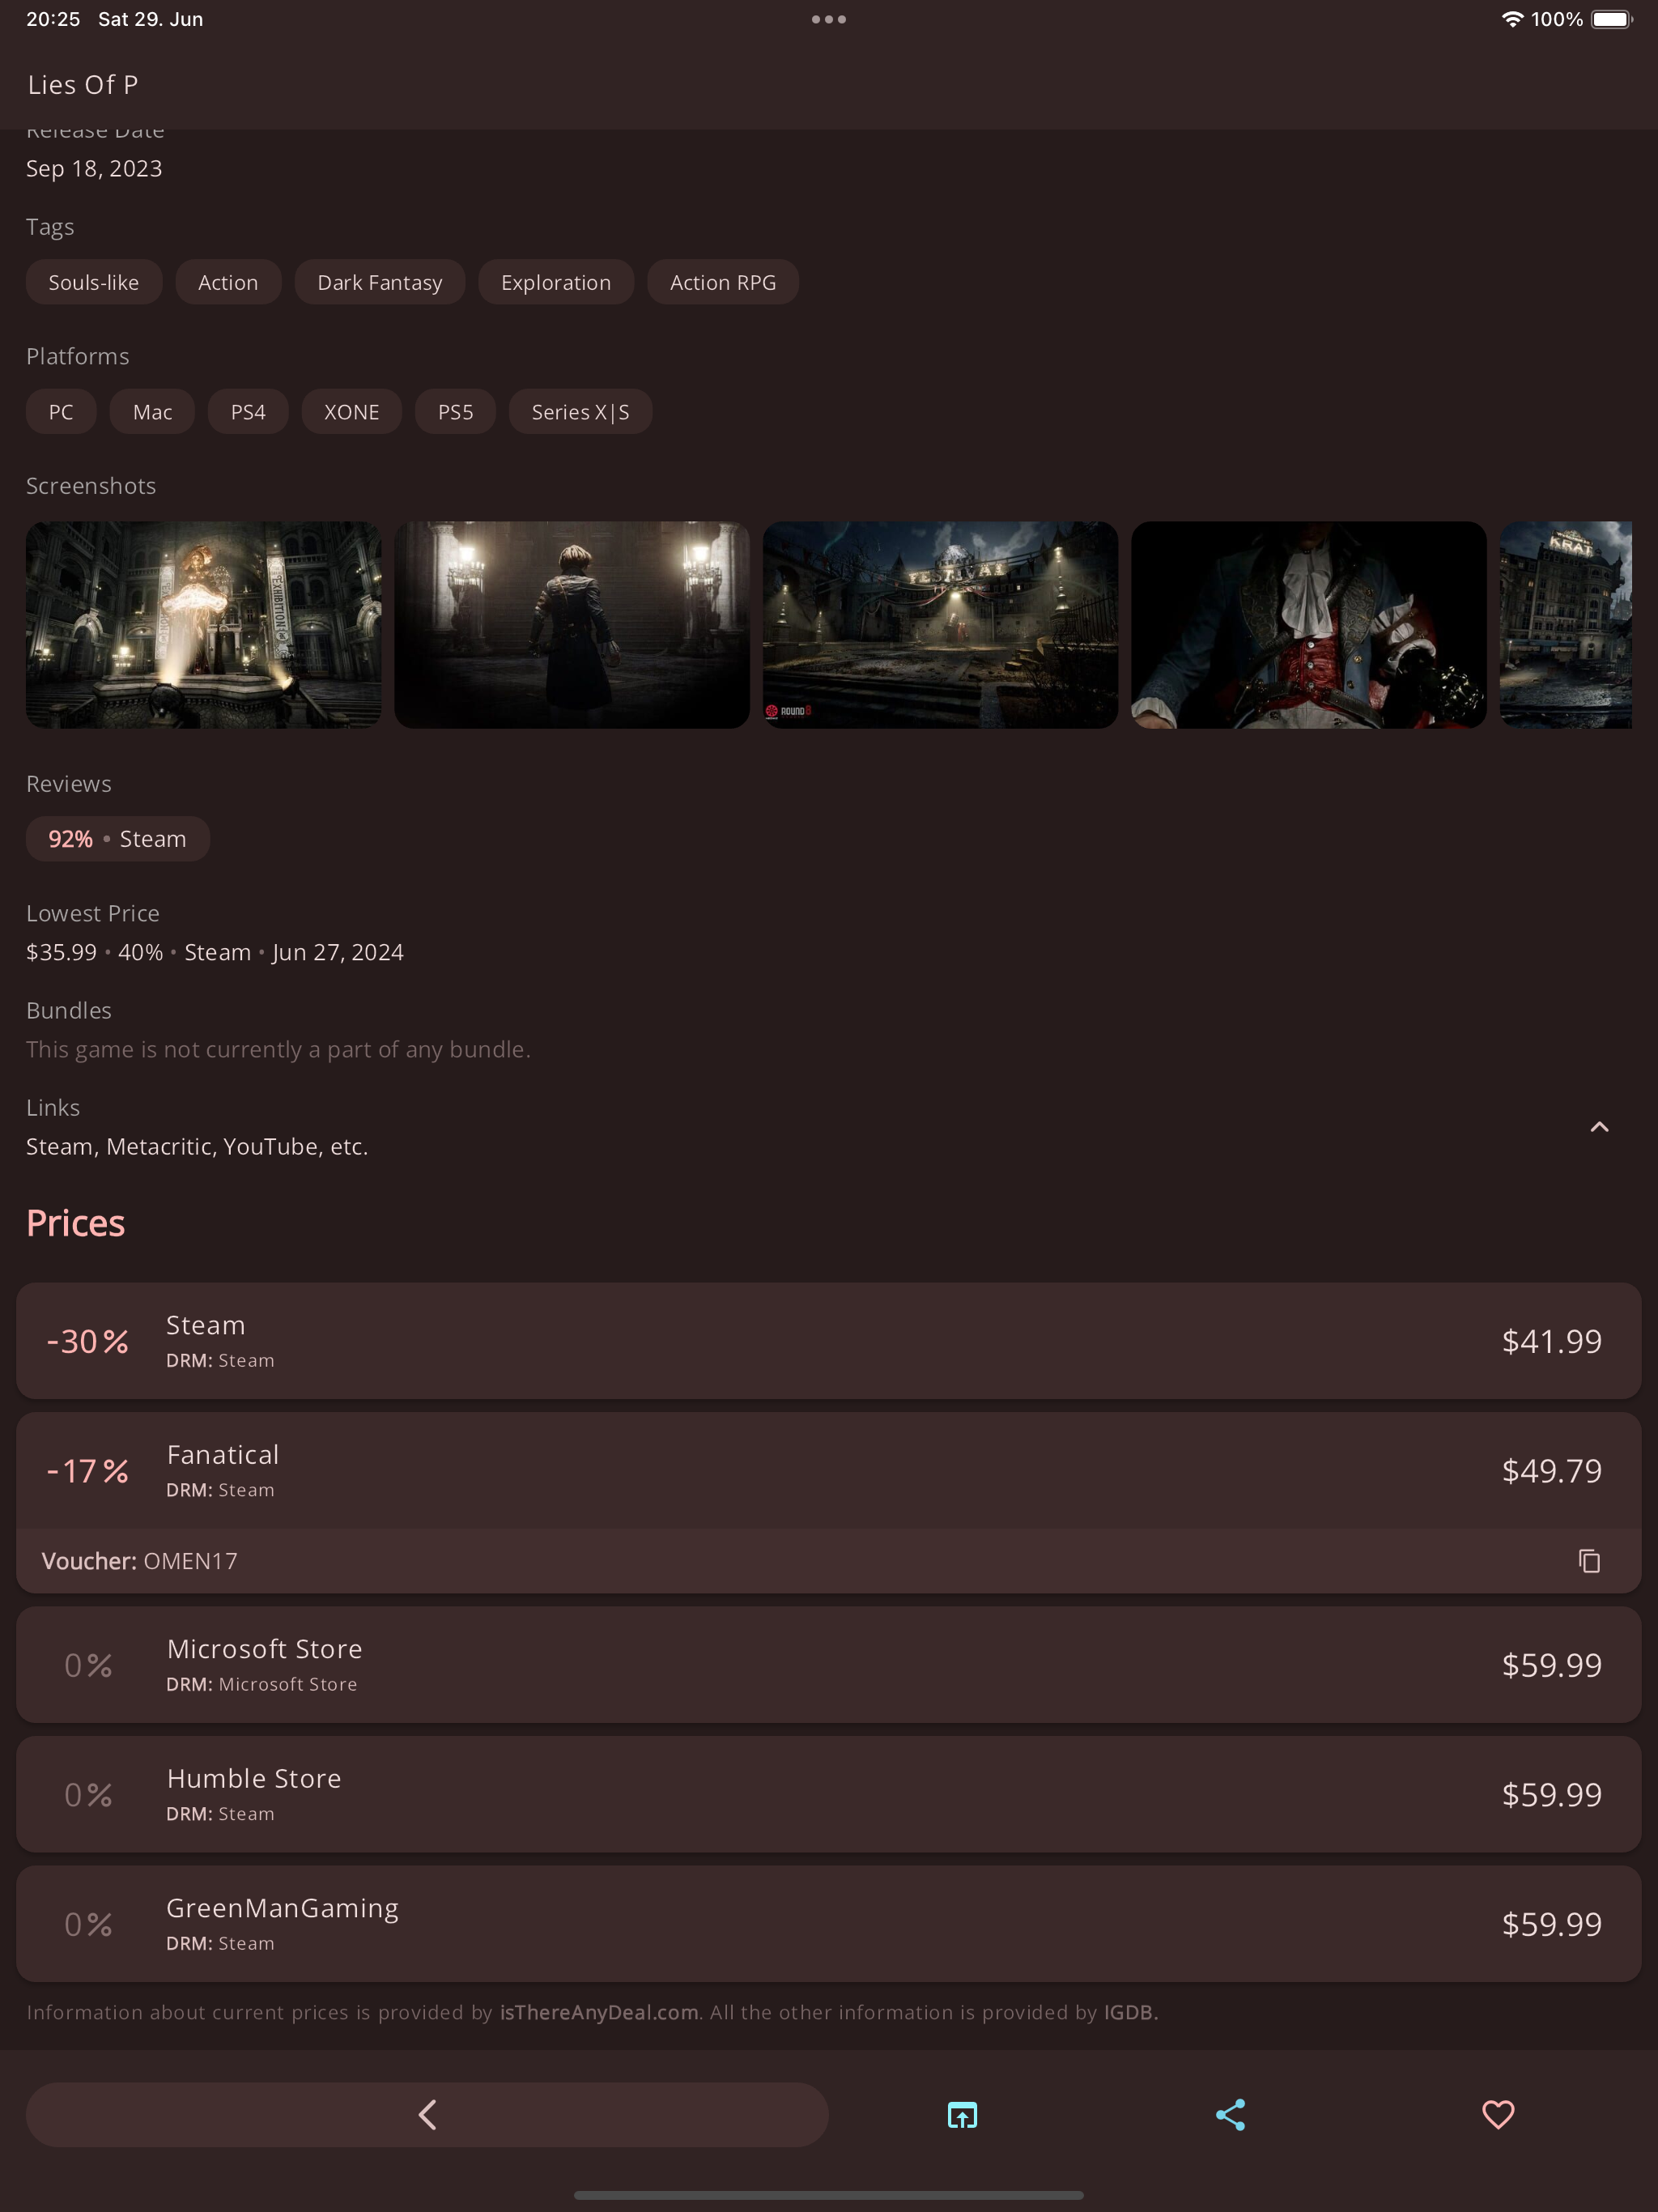 20:25 Sat 29. Jun
100%
Lies Of P
Release Date
Sep 18, 2023
Tags
Souls-like
Action
Dark Fantasy
Exploration
Action RPG
Platforms
PC
Mac
PS4
XONE
PS5
Series X|S
Screenshots
EXHIBITION
FESTIVAL
ROUND8
KRAT
Reviews
92% • Steam
Lowest Price
$35.99 • 40% • Steam • Jun 27, 2024
Bundles
This game is not currently a part of any bundle.
Links
Steam, Metacritic, YouTube, etc.
Prices
-30%
Steam
DRM: Steam
$41.99
-17%
Fanatical
DRM: Steam
$49.79
Voucher: OMEN17
0%
Microsoft Store
DRM: Microsoft Store
$59.99
0%
Humble Store
DRM: Steam
$59.99
0%
GreenManGaming
DRM: Steam
$59.99
Information about current prices is provided by isThereAnyDeal.com. All the other information is provided by IGDB.